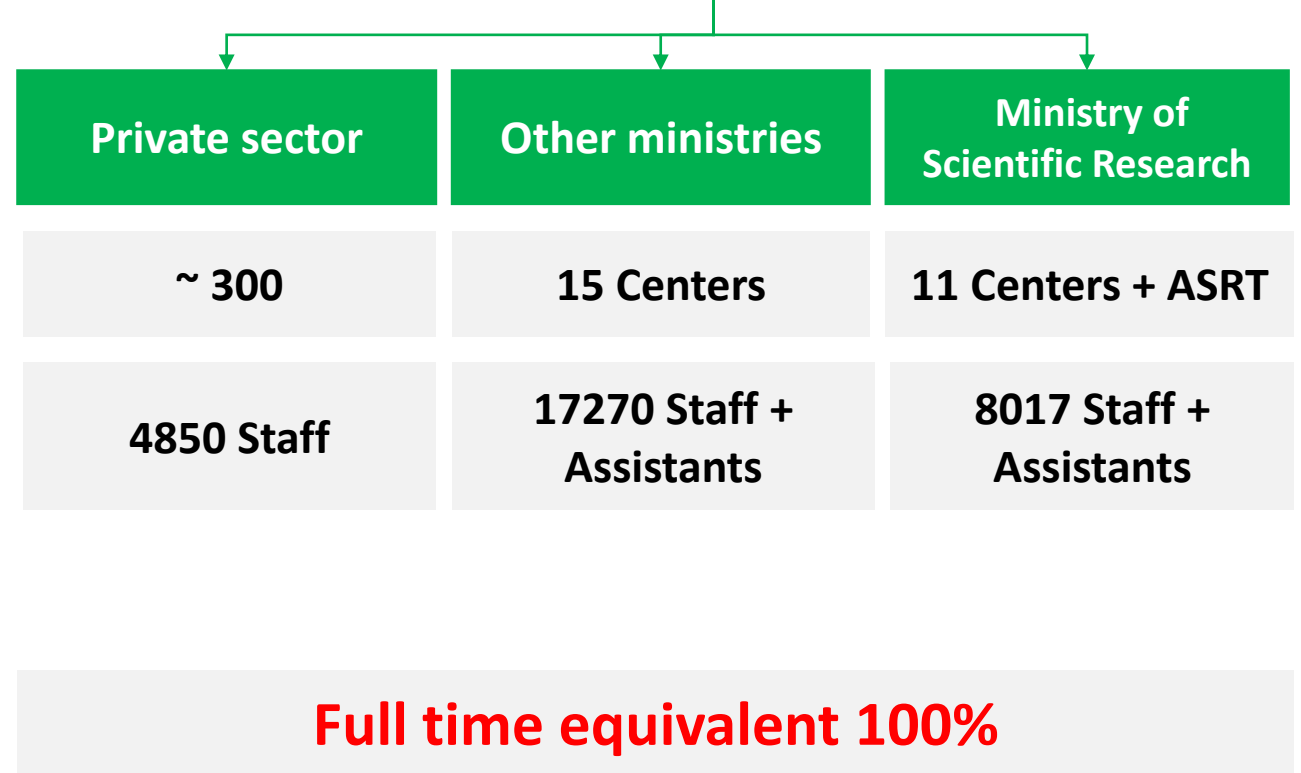 Private sector
Other ministries
Ministry of
Scientific Research
~ 300
15 Centers
11 Centers + ASRT
4850 Staff
17270 Staff +
Assistants
8017 Staff +
Assistants
Full time equivalent 100%